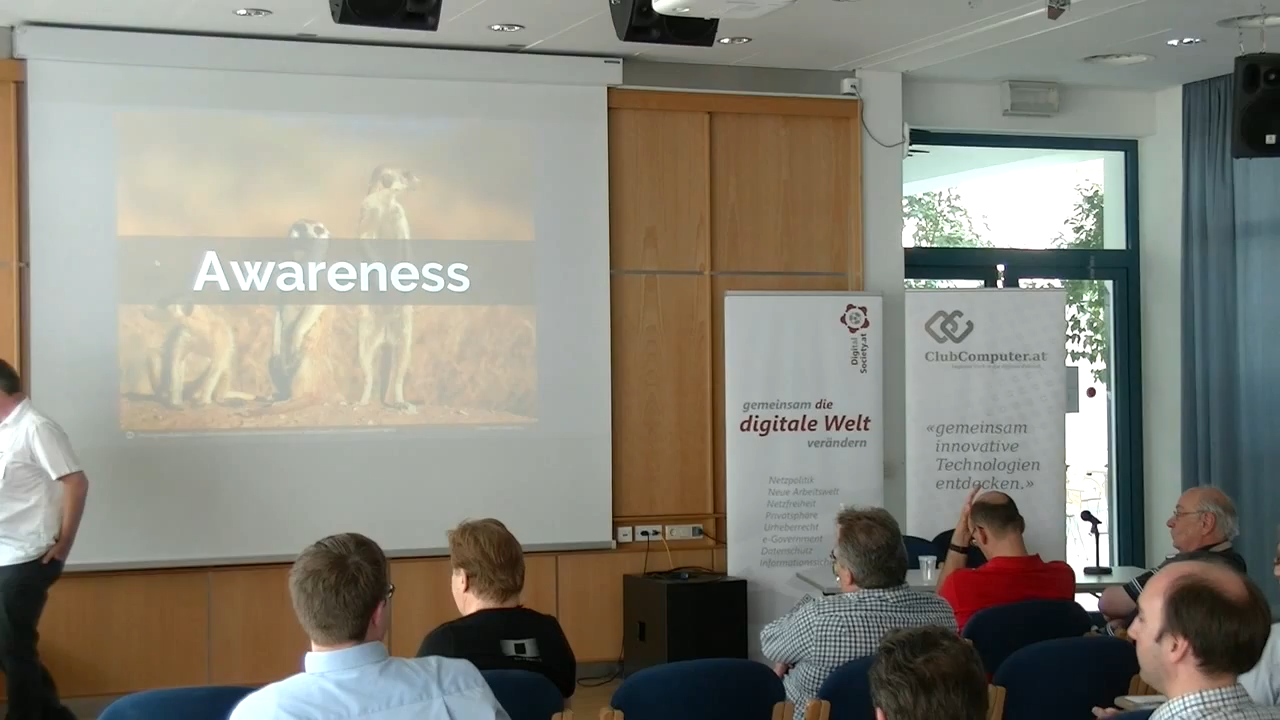 Awareness
Digital
Society.at
gemeinsam die
digitale Welt
verändern
Netzpolitik
Neue Arbeitswelt
Netzfreiheit
Privatsphäre
Urheberrecht
e-Government
Datenschutz
ClubComputer.at
«gemeinsam
innovative
Technologien
entdecken.»